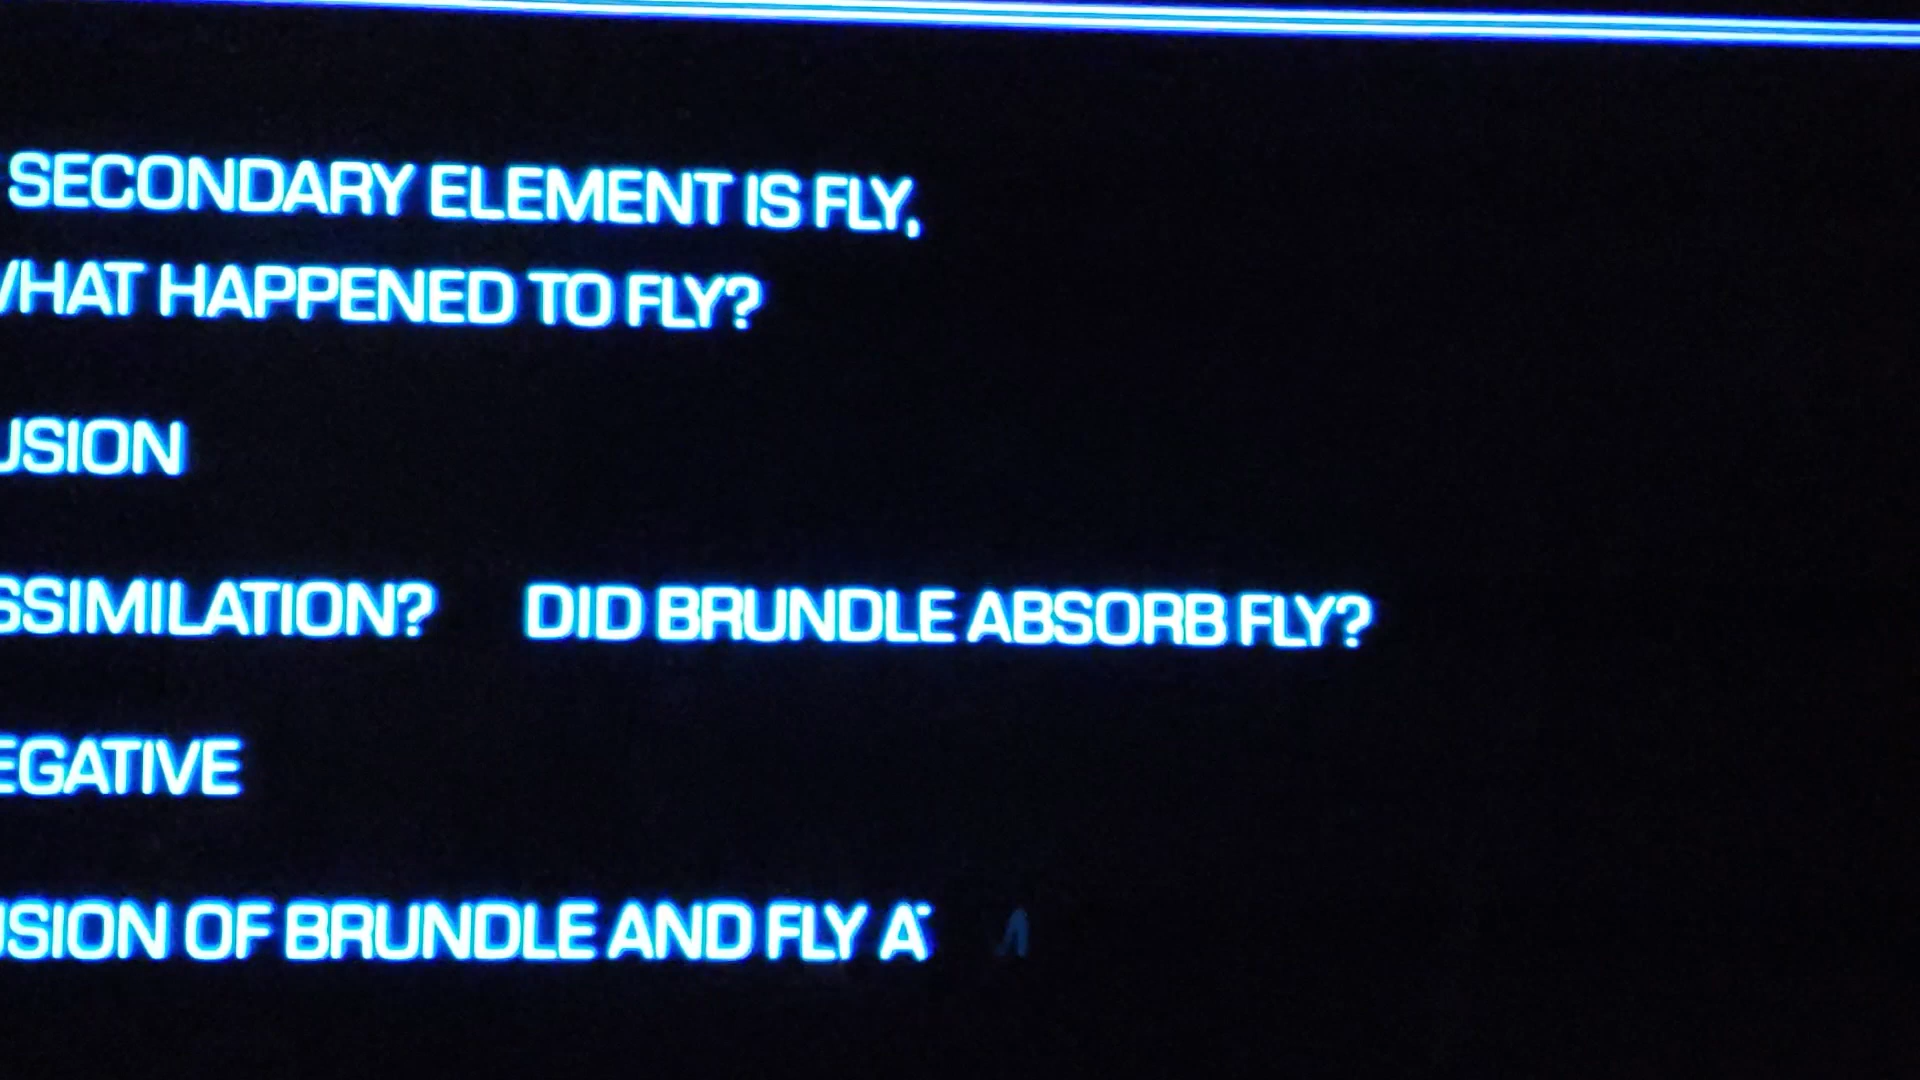 SECONDARY ELEMENT IS FLY,
WHAT HAPPENED TO FLY?
USION
SSIMILATION? DID BRUNDLE ABSORB FLY?
EGATIVE
USION OF BRUNDLE AND FLY A